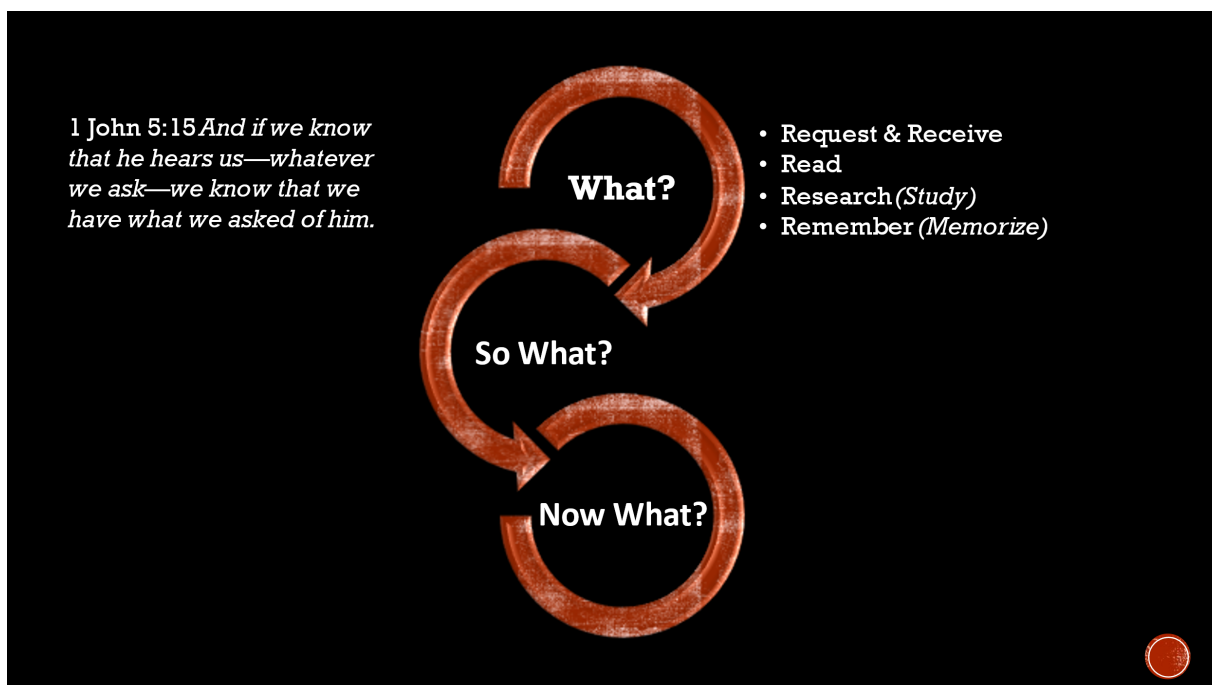 1 John 5:15 And if we know
that he hears us—whatever
we ask—we know that we
have what we asked of him.
What?
• Request & Receive
• Read
• Research (Study)
• Remember (Memorize)
So What?
Now What?